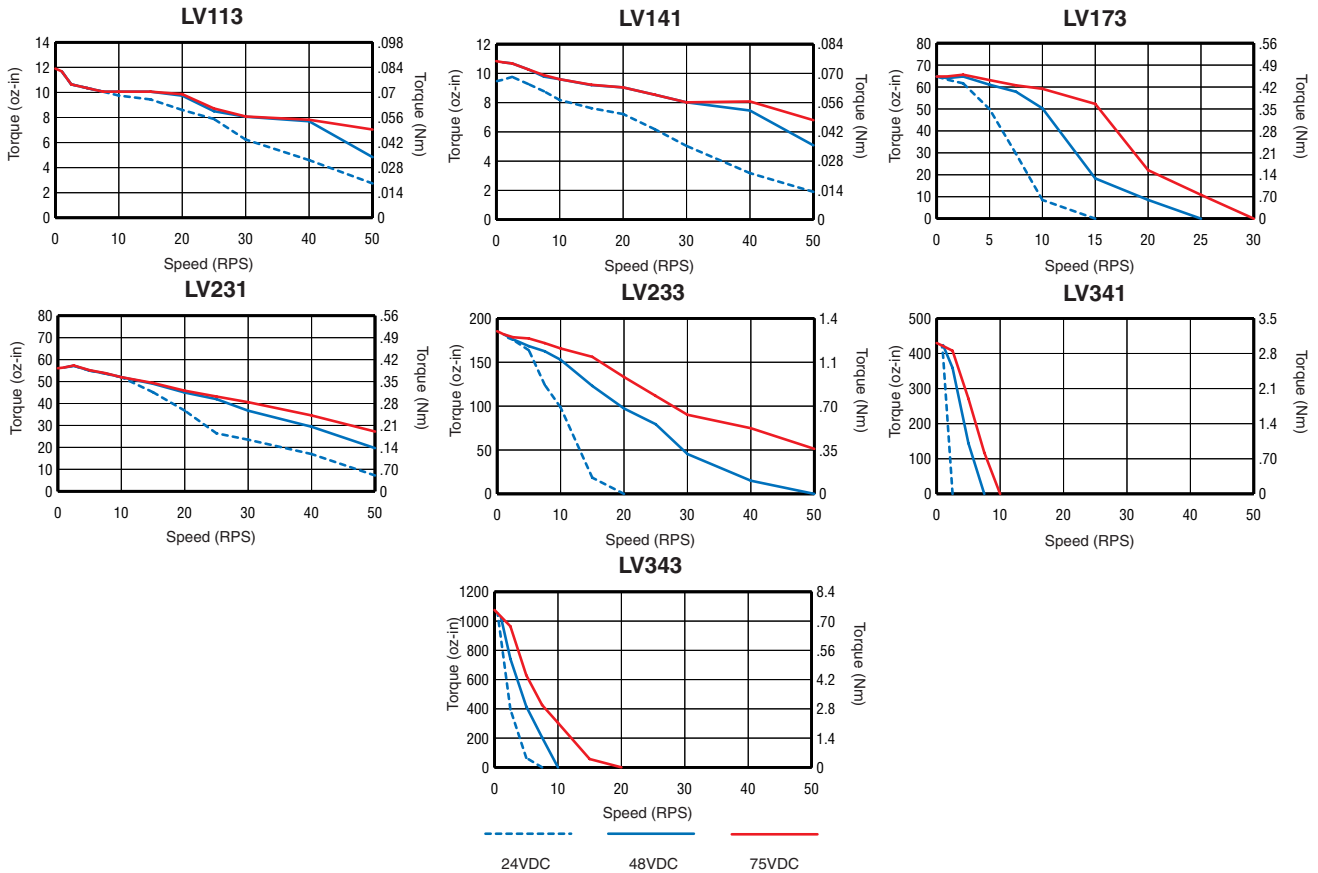 LV113
LV141
LV173
14
12
10
8
6
4
2
0
Torque (oz-in)
.098
.084
.07
.056
.042
.028
.014
0
Torque (Nm)
0 10 20 30 40 50
Speed (RPS)
12
10
8
6
4
2
0
Torque (oz-in)
.084
.070
.056
.042
.028
.014
0
Torque (Nm)
0 10 20 30 40 50
Speed (RPS)
80
70
60
50
40
30
20
10
0
Torque (oz-in)
.56
.49
.42
.35
.28
.21
.14
.70
0
Torque (Nm)
0 5 10 15 20 25 30
Speed (RPS)
LV231
LV233
LV341
80
70
60
50
40
30
20
10
0
Torque (oz-in)
.56
.49
.42
.35
.28
.21
.14
.70
0
Torque (Nm)
0 10 20 30 40 50
Speed (RPS)
200
150
100
50
0
Torque (oz-in)
1.4
1.1
.70
.35
0
Torque (Nm)
0 10 20 30 40 50
Speed (RPS)
500
400
300
200
100
0
Torque (oz-in)
3.5
2.8
2.1
1.4
.70
0
Torque (Nm)
0 10 20 30 40 50
Speed (RPS)
LV343
1200
1000
800
600
400
200
0
Torque (oz-in)
8.4
.70
.56
4.2
2.8
1.4
0
Torque (Nm)
0 10 20 30 40 50
Speed (RPS)
24VDC
48VDC
75VDC